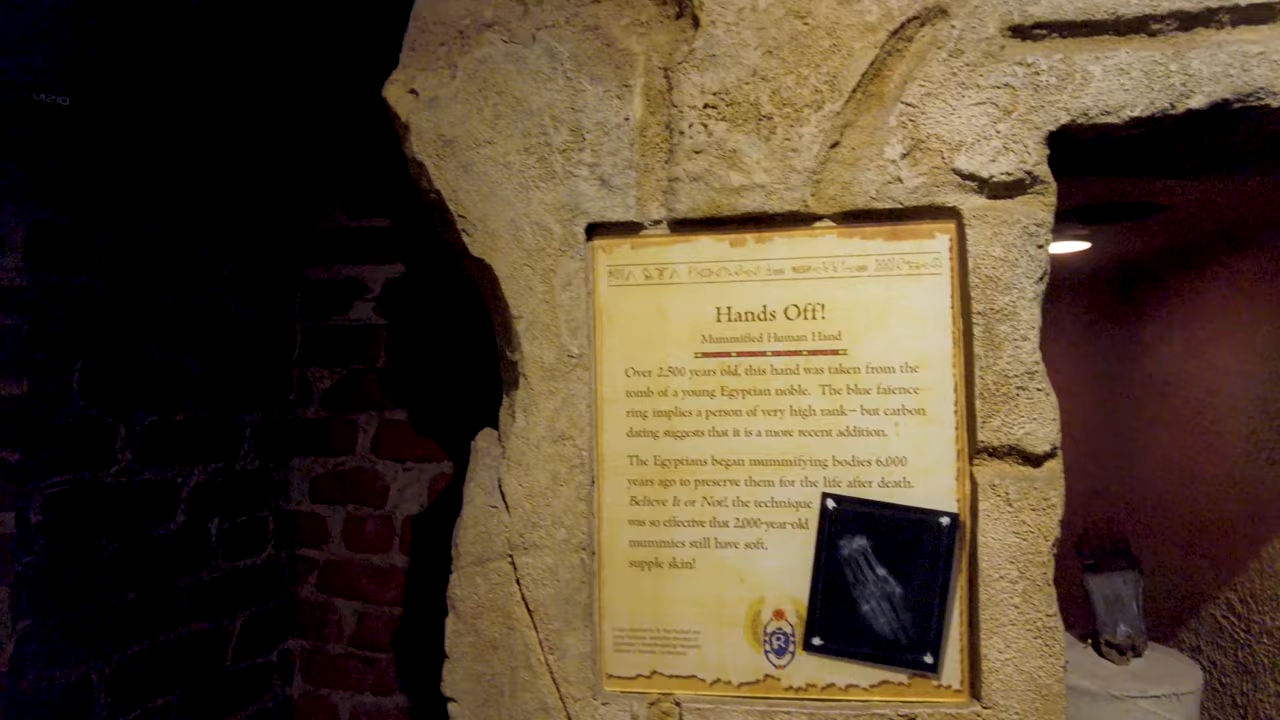 Hands Off!
Mummified Human Hand
Over 2,500 years old, this hand was taken from the
tomb of a young Egyptian noble. The blue faience
ring implies a person of very high rank— but carbon
dating suggests that it is a more recent addition.
The Egyptians began mummifying bodies 6,000
years ago to preserve them for the life after death.
Believe It or Not!, the technique
was so effective that 2,000-year-old
mummies still have soft,
supple skin!
R